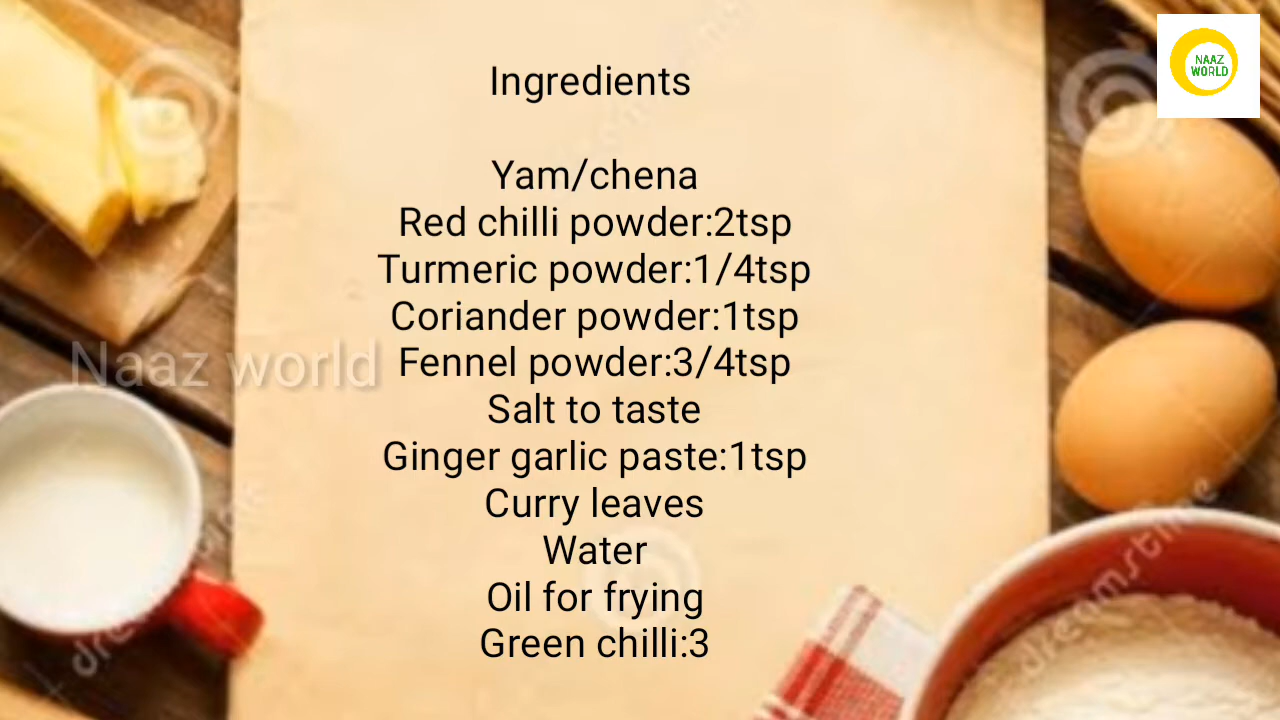 NAAZ
WORLD
Ingredients
Yam/chena
Red chilli powder:2tsp
Turmeric powder:1/4tsp
Coriander powder:1tsp
Fennel powder:3/4tsp
Naaz world
Salt to taste
Ginger garlic paste:1tsp
Curry leaves
Water
Oil for frying
Green chilli:3
dreamstime